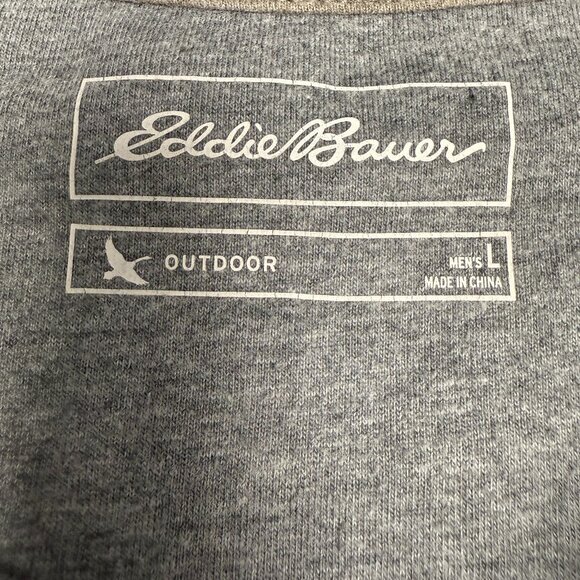 Eddie Bauer
OUTDOOR
MEN'S L
MADE IN CHINA